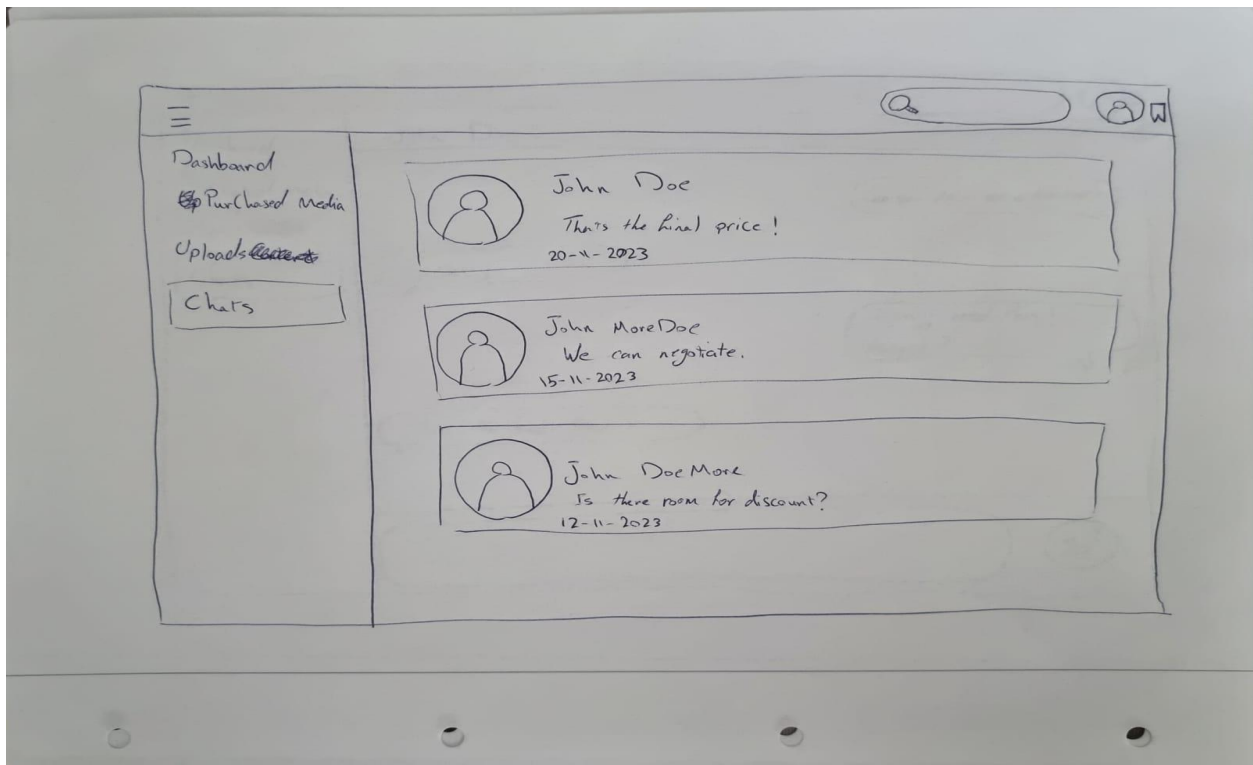 Dashboard
Purchased Media
Uploads
Chats
John Doe
That's the final price!
20-11-2023
John MoreDoe
We can negotiate.
15-11-2023
John DoeMore
Is there room for discount?
12-11-2023